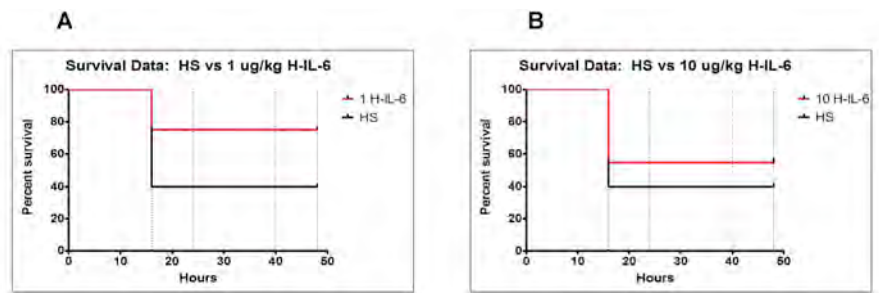 A
Survival Data: HS vs 1 ug/kg H-IL-6
Percent survival
100
80
60
40
20
0
0 10 20 30 40 50
Hours
1 H-IL-6
HS
B
Survival Data: HS vs 10 ug/kg H-IL-6
Percent survival
100
80
60
40
20
0
0 10 20 30 40 50
Hours
10 H-IL-6
HS